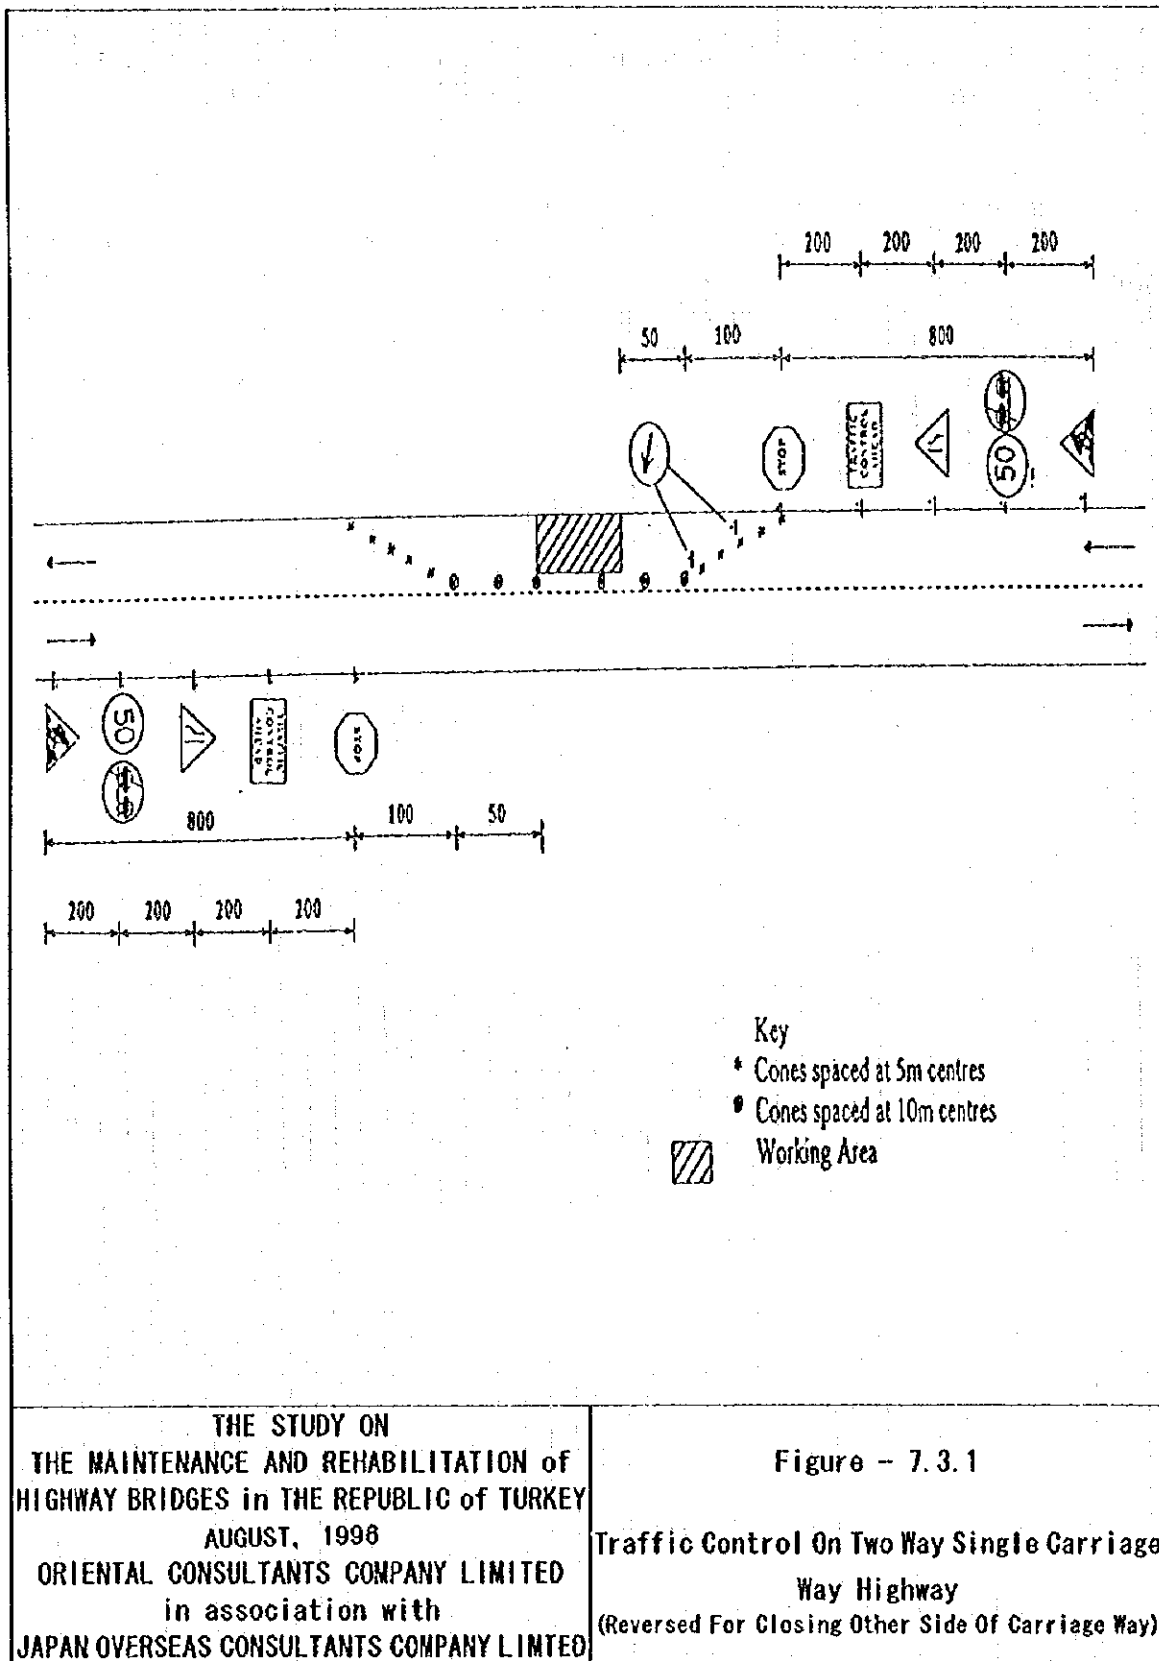 200 200 200 200
50 100 800
STOP
TRAFFIC
CONTROL
AHEAD
50
50
TRAFFIC
CONTROL
AHEAD
STOP
800 100 50
200 200 200 200
Key
* Cones spaced at 5m centres
Cones spaced at 10m centres
Working Area
THE STUDY ON
THE MAINTENANCE AND REHABILITATION of
HIGHWAY BRIDGES in THE REPUBLIC of TURKEY
AUGUST, 1996
ORIENTAL CONSULTANTS COMPANY LIMITED
in association with
JAPAN OVERSEAS CONSULTANTS COMPANY LIMTED
Figure - 7.3.1
Traffic Control On Two Way Single Carriage
Way Highway
(Reversed For Closing Other Side Of Carriage Way)